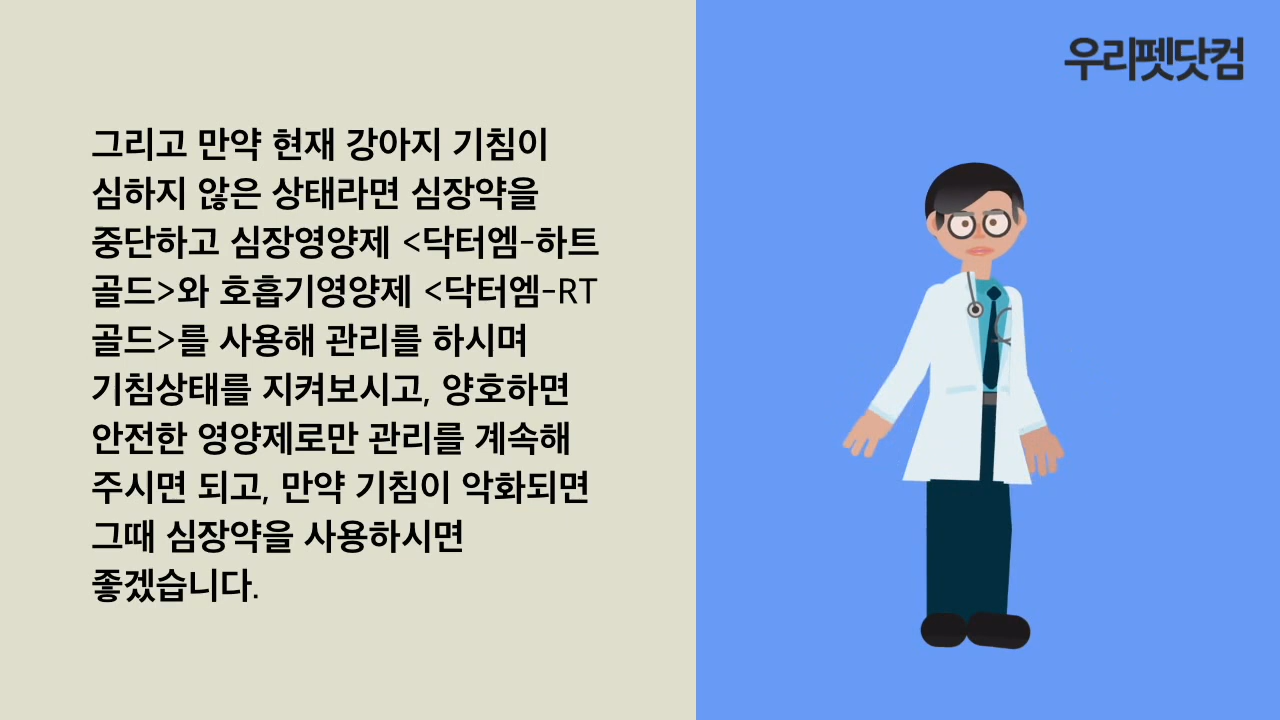 우리펫닷컴
그리고 만약 현재 강아지 기침이
심하지 않은 상태라면 심장약을
중단하고 심장영양제 <닥터엠-하트
골드>와 호흡기영양제 <닥터엠-RT
골드>를 사용해 관리를 하시며
기침상태를 지켜보시고, 양호하면
안전한 영양제로만 관리를 계속해
주시면 되고, 만약 기침이 악화되면
그때 심장약을 사용하시면
좋겠습니다.